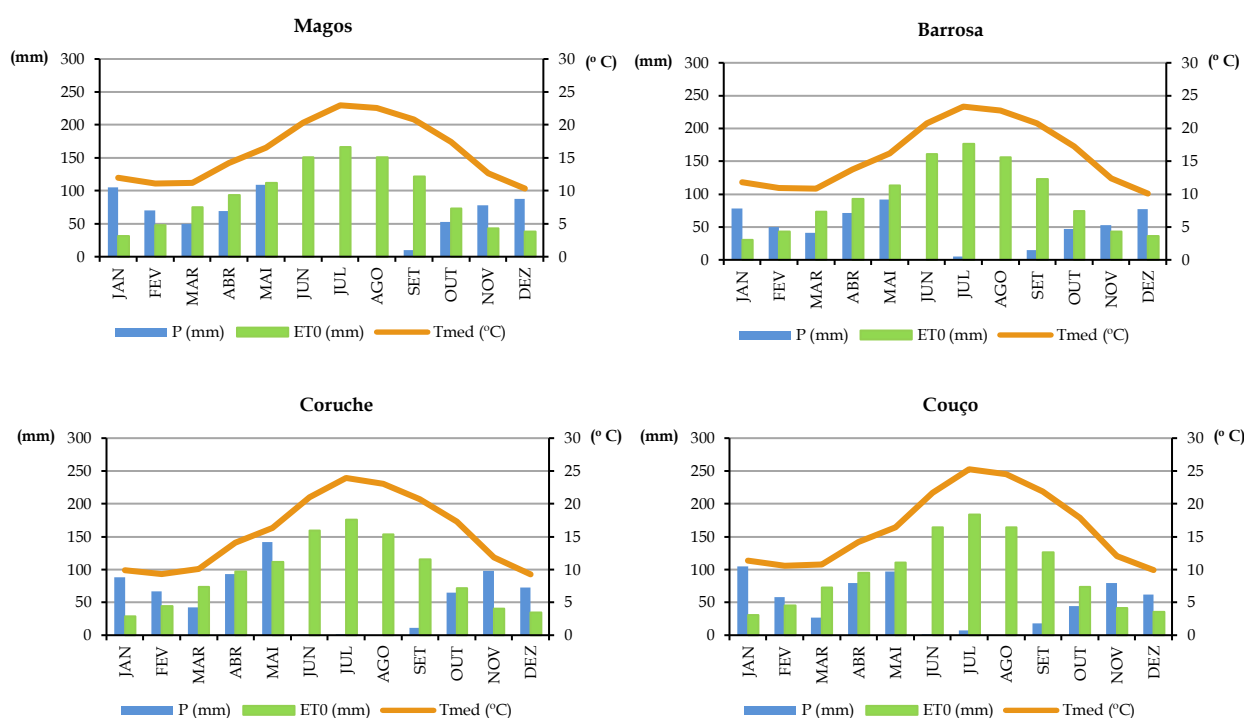 Magos
(mm)
(º C)
300
250
200
150
100
50
0
30
25
20
15
10
5
0
JAN FEV MAR ABR MAI JUN JUL AGO SET OUT NOV DEZ
P (mm) ET0 (mm) Tmed (ºC)
Barrosa
(mm)
(º C)
300
250
200
150
100
50
0
30
25
20
15
10
5
0
JAN FEV MAR ABR MAI JUN JUL AGO SET OUT NOV DEZ
P (mm) ET0 (mm) Tmed (ºC)
Coruche
(mm)
(º C)
300
250
200
150
100
50
0
30
25
20
15
10
5
0
JAN FEV MAR ABR MAI JUN JUL AGO SET OUT NOV DEZ
P (mm) ET0 (mm) Tmed (ºC)
Couço
(mm)
(º C)
300
250
200
150
100
50
0
30
25
20
15
10
5
0
JAN FEV MAR ABR MAI JUN JUL AGO SET OUT NOV DEZ
P (mm) ET0 (mm) Tmed (ºC)